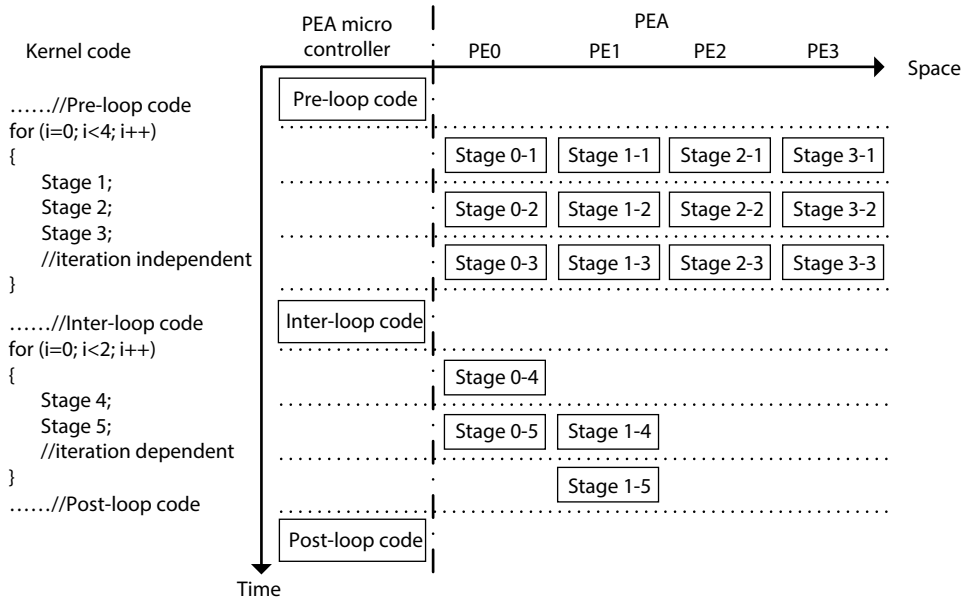 Kernel code
PEA micro
controller
PEA
PE0 PE1 PE2 PE3
Space
Pre-loop code
……//Pre-loop code
for (i=0; i<4; i++)
{
Stage 0-1 Stage 1-1 Stage 2-1 Stage 3-1
Stage 1;
Stage 2;
Stage 0-2 Stage 1-2 Stage 2-2 Stage 3-2
Stage 3;
//iteration independent
Stage 0-3 Stage 1-3 Stage 2-3 Stage 3-3
}
……//Inter-loop code
Inter-loop code
for (i=0; i<2; i++)
{
Stage 0-4
Stage 4;
Stage 5;
Stage 0-5 Stage 1-4
//iteration dependent
}
Stage 1-5
……//Post-loop code
Post-loop code
Time